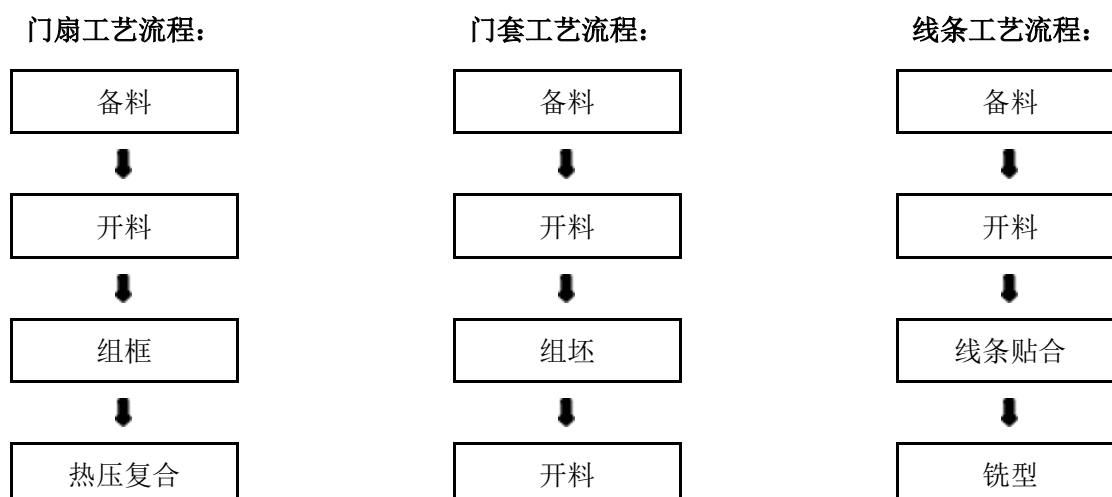 门扇工艺流程：
门套工艺流程：
线条工艺流程：
备料
备料
备料
开料
开料
开料
组框
组坯
线条贴合
热压复合
开料
铣型